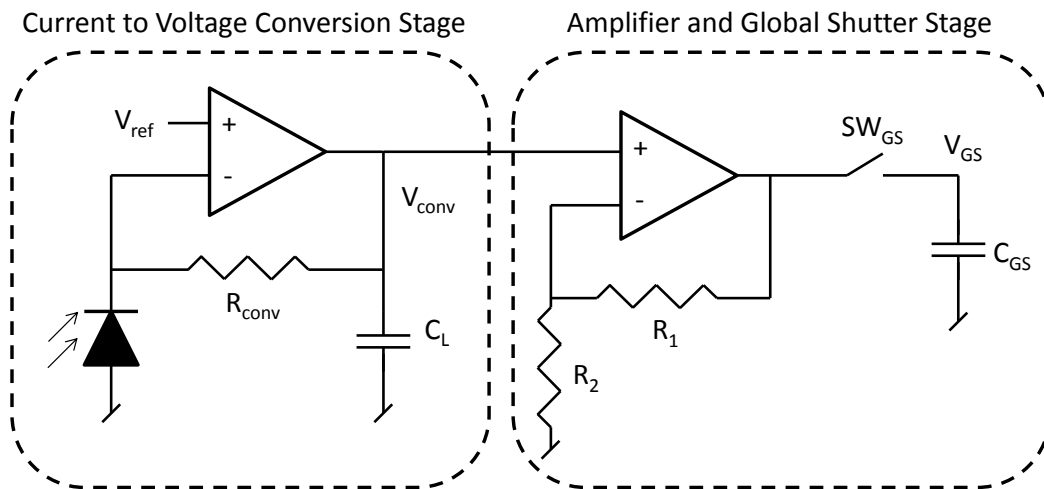 Current to Voltage Conversion Stage
Amplifier and Global Shutter Stage
V_ref
+
-
V_conv
R_conv
C_L
+
-
SW_GS
V_GS
C_GS
R_1
R_2